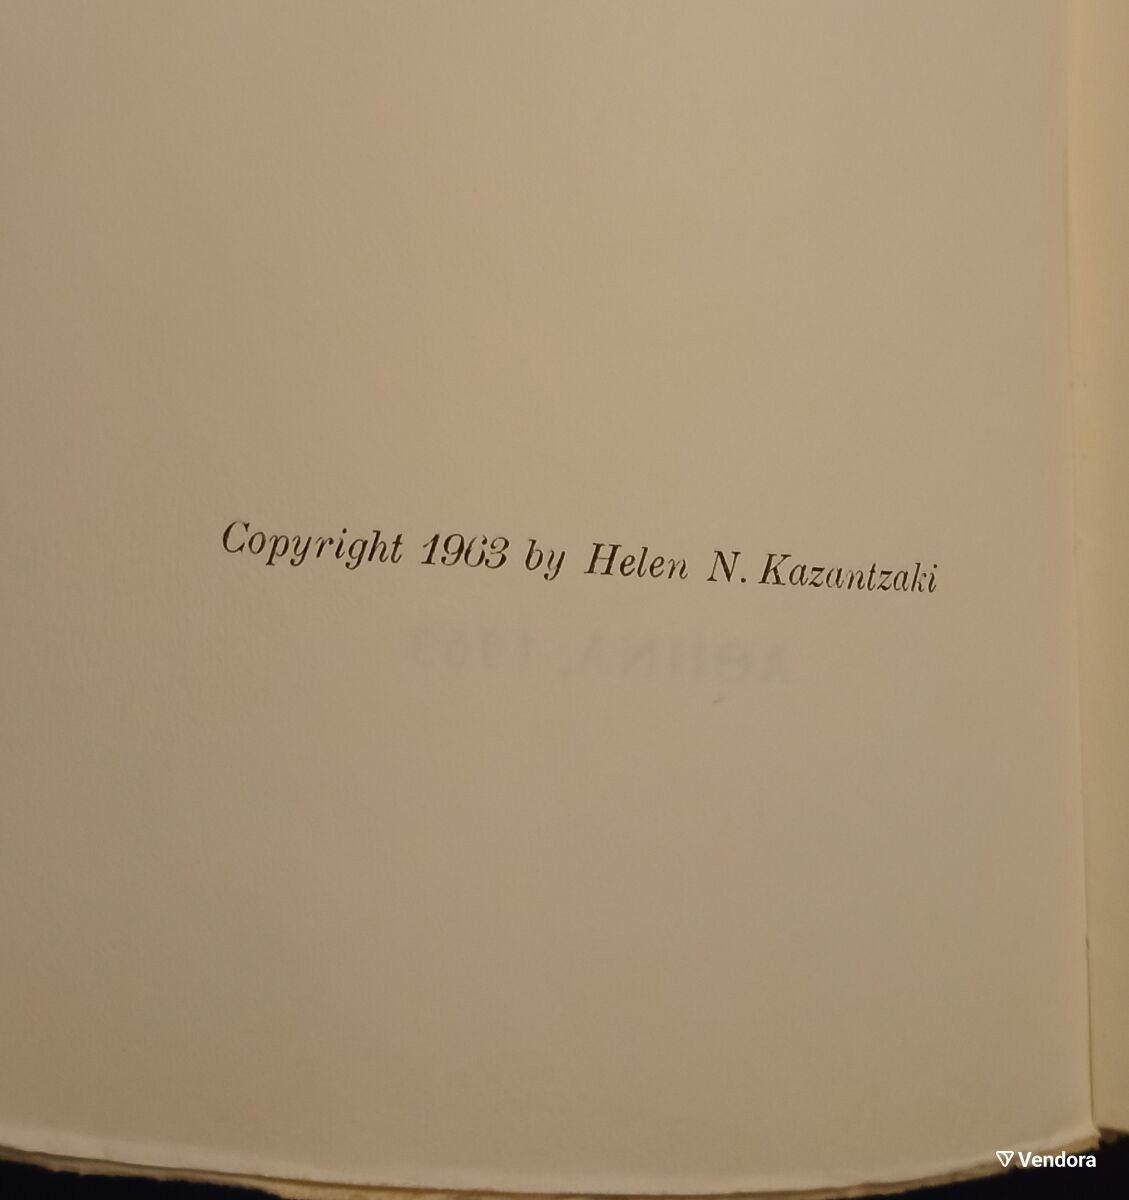 Copyright 1963 by Helen N. Kazantzaki
Vendora